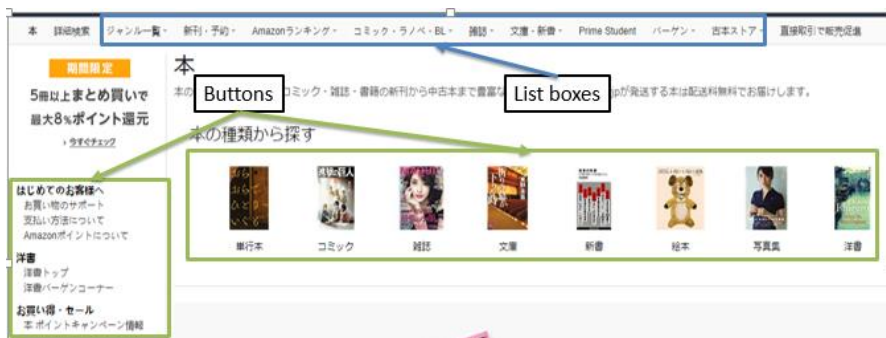 本 詳細検索 ジャンル一覧 新刊・予約 Amazonランキング コミック・ラノベ・BL 雑誌 文庫・新書 Prime Student バーゲン 古本ストア 直接取引で販売促進
期間限定
5冊以上まとめ買いで
最大8%ポイント還元
› 今すぐチェック
本
本の コミック・雑誌・書籍の新刊から中古本まで豊富な jpが発送する本は配送料無料でお届けします。
Buttons
List boxes
本の種類から探す
はじめてのお客様へ
お買い物のサポート
支払い方法について
Amazonポイントについて
洋書
洋書トップ
洋書バーゲンコーナー
お買い得・セール
本 ポイントキャンペーン情報
進撃の巨人
単行本 コミック 雑誌 文庫 新書 絵本 写真集 洋書